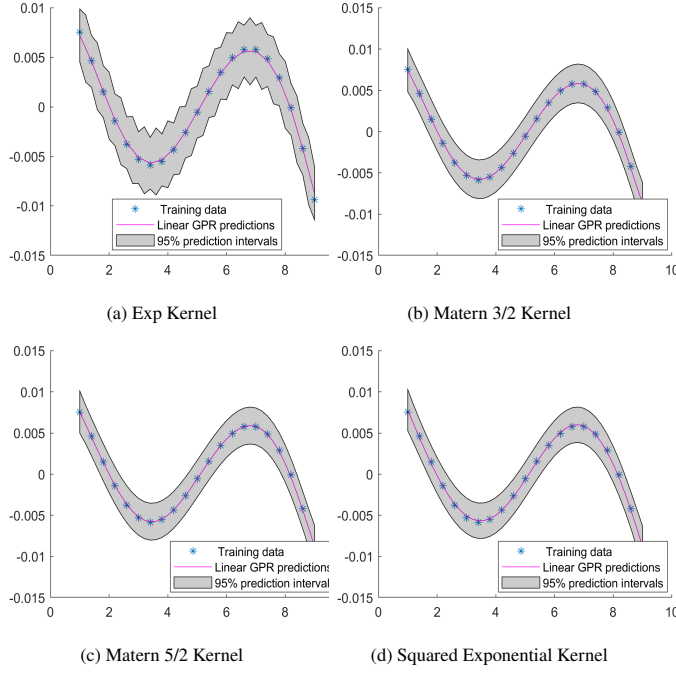 0.01
0.005
0
-0.005
-0.01
-0.015
0 2 4 6 8
Training data
Linear GPR predictions
95% prediction intervals
(a) Exp Kernel
0.015
0.01
0.005
0
-0.005
-0.01
-0.015
0 2 4 6 8 10
Training data
Linear GPR predictions
95% prediction intervals
(b) Matern 3/2 Kernel
0.015
0.01
0.005
0
-0.005
-0.01
-0.015
0 2 4 6 8
Training data
Linear GPR predictions
95% prediction interval
(c) Matern 5/2 Kernel
0.015
0.01
0.005
0
-0.005
-0.01
-0.015
0 2 4 6 8 10
Training data
Linear GPR predictions
95% prediction intervals
(d) Squared Exponential Kernel